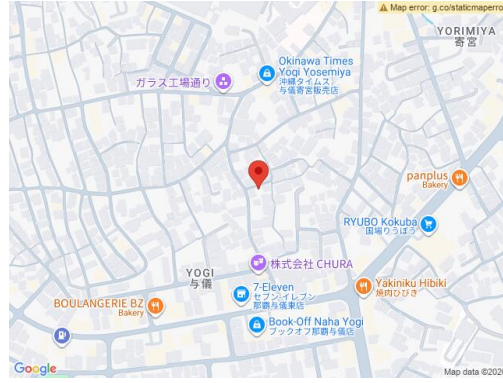 Map error: g.co/staticmaperro
YORIMIYA
寄宮
Okinawa Times
Yogi Yosemiya
沖縄タイムス
与儀寄宮販売店
ガラス工場通り
panplus
Bakery
RYUBO Kokuba
国場りうぼう
株式会社 CHURA
YOGI
与儀
7-Eleven
セブン-イレブン
那覇与儀東店
Yakiniku Hibiki
焼肉ひびき
BOULANGERIE BZ
Bakery
Book-Off Naha Yogi
ブックオフ那覇与儀店
Google
Map data ©202